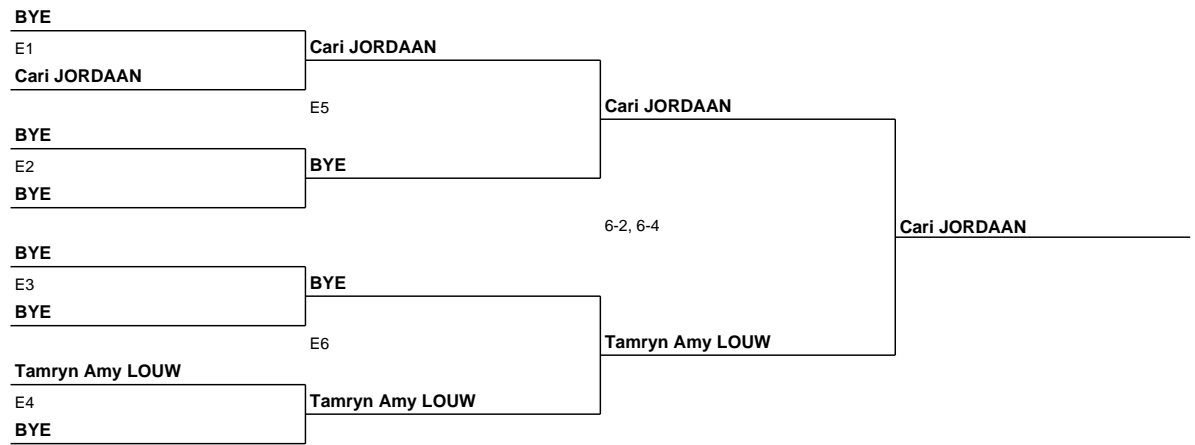 BYE
E1
Cari JORDAAN
Cari JORDAAN
E5
Cari JORDAAN
BYE
E2
BYE
BYE
6-2, 6-4
Cari JORDAAN
BYE
E3
BYE
BYE
E6
Tamryn Amy LOUW
Tamryn Amy LOUW
E4
Tamryn Amy LOUW
BYE